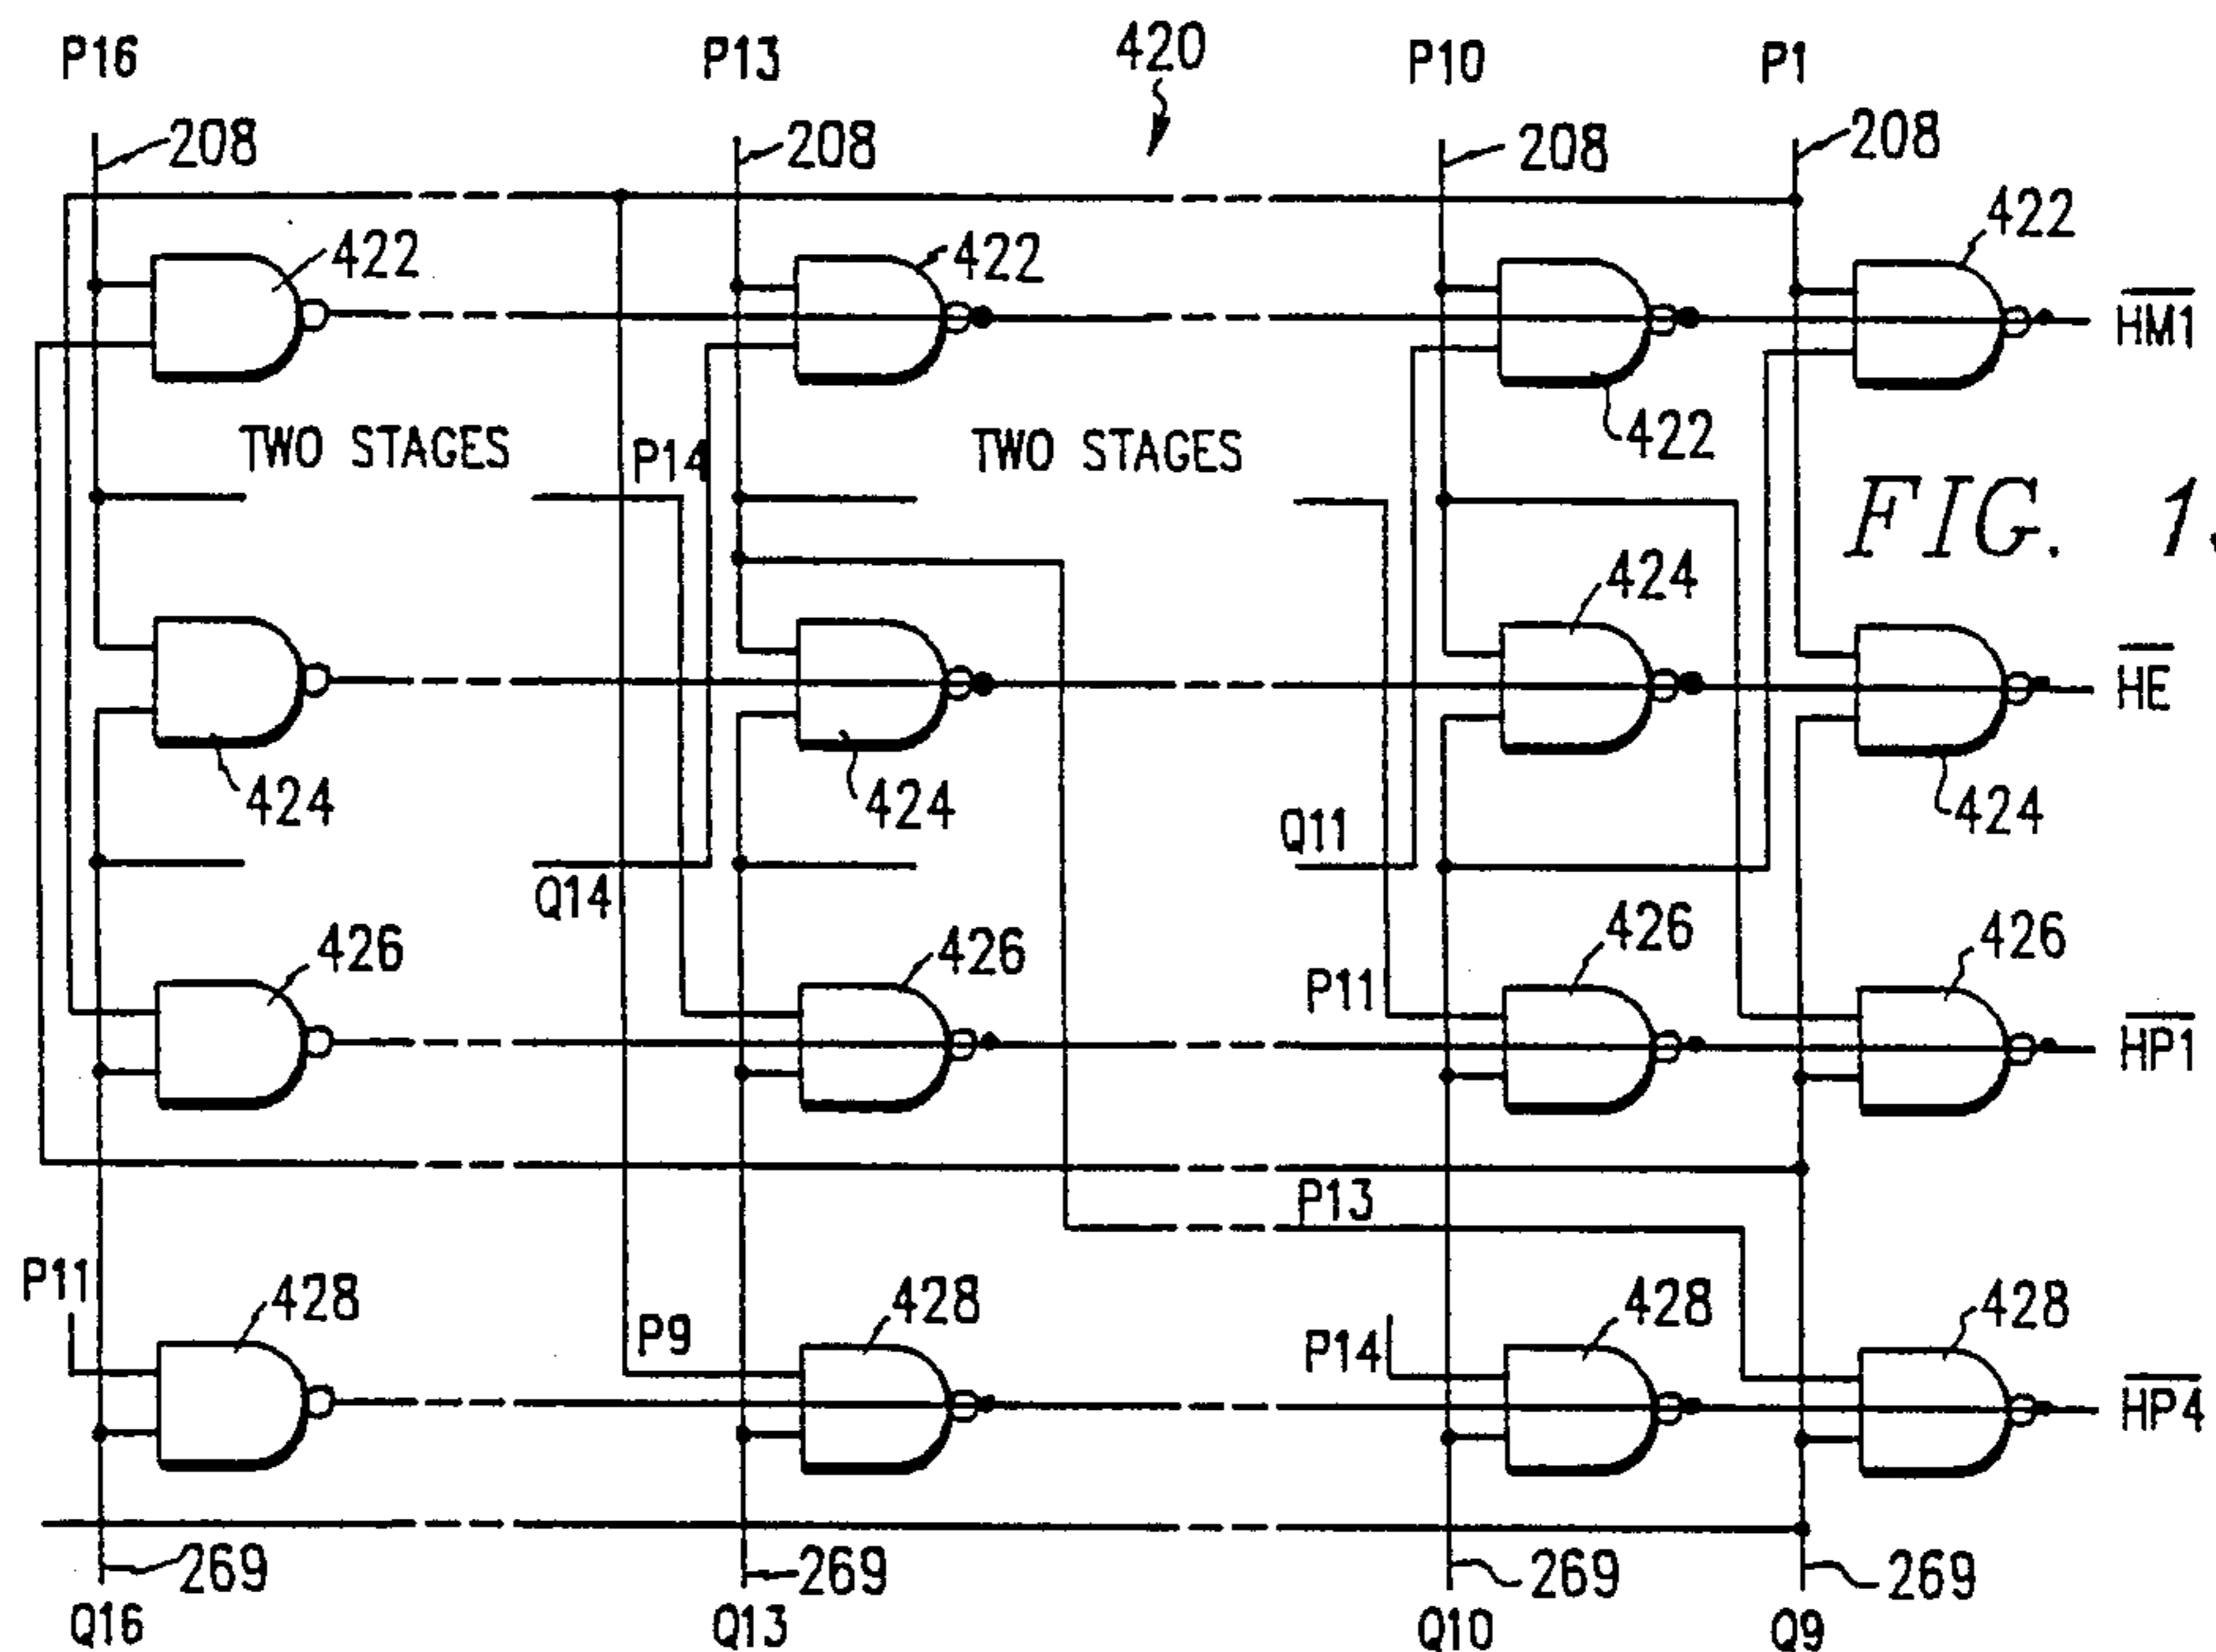 P16 P13 420 P10 P1
208 208 208 208
422 422 422 422
HM1
TWO STAGES P14 TWO STAGES
FIG. 1
424 424 424 424
HE
Q14 Q11
426 426 426 426
P11
HP1
P13
P11 428 P9 428 P14 428 428
HP4
269 269 269 269
Q16 Q13 Q10 Q9